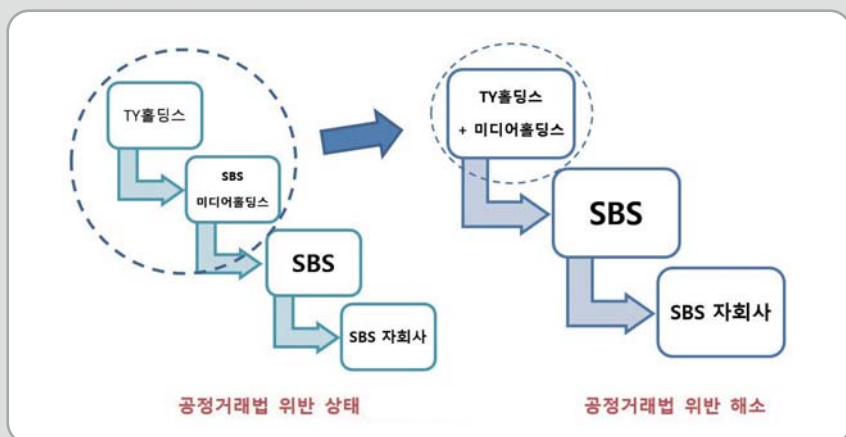 TY홀딩스
SBS
미디어홀딩스
SBS
SBS 자회사
공정거래법 위반 상태
TY홀딩스
+ 미디어홀딩스
SBS
SBS 자회사
공정거래법 위반 해소